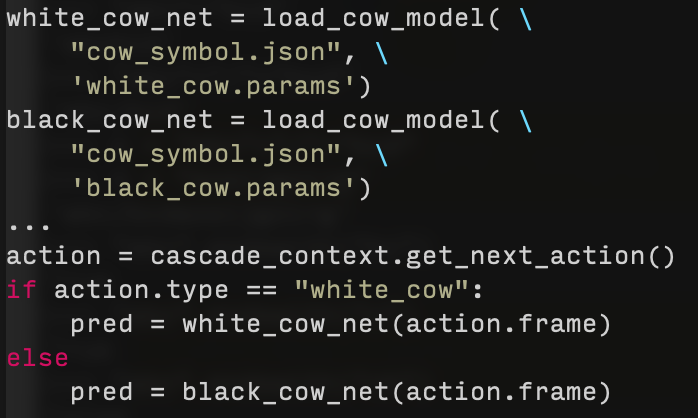 white_cow_net = load_cow_model( \
    "cow_symbol.json", \
    'white_cow.params')
black_cow_net = load_cow_model( \
    "cow_symbol.json", \
    'black_cow.params')
...
action = cascade_context.get_next_action()
if action.type == "white_cow":
    pred = white_cow_net(action.frame)
else
    pred = black_cow_net(action.frame)